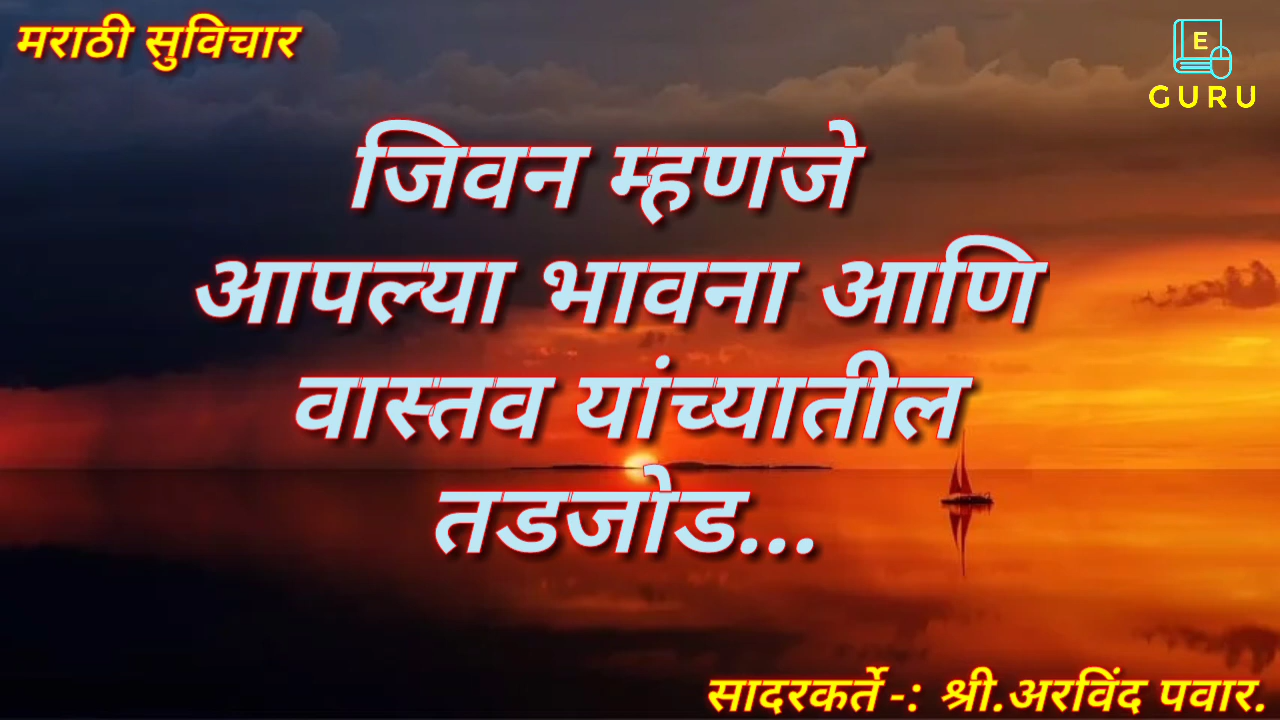 मराठी सुविचार
E
GURU
जिवन म्हणजे
आपल्या भावना आणि
वास्तव यांच्यातील
तडजोड...
सादरकर्ते -: श्री.अरविंद पवार.